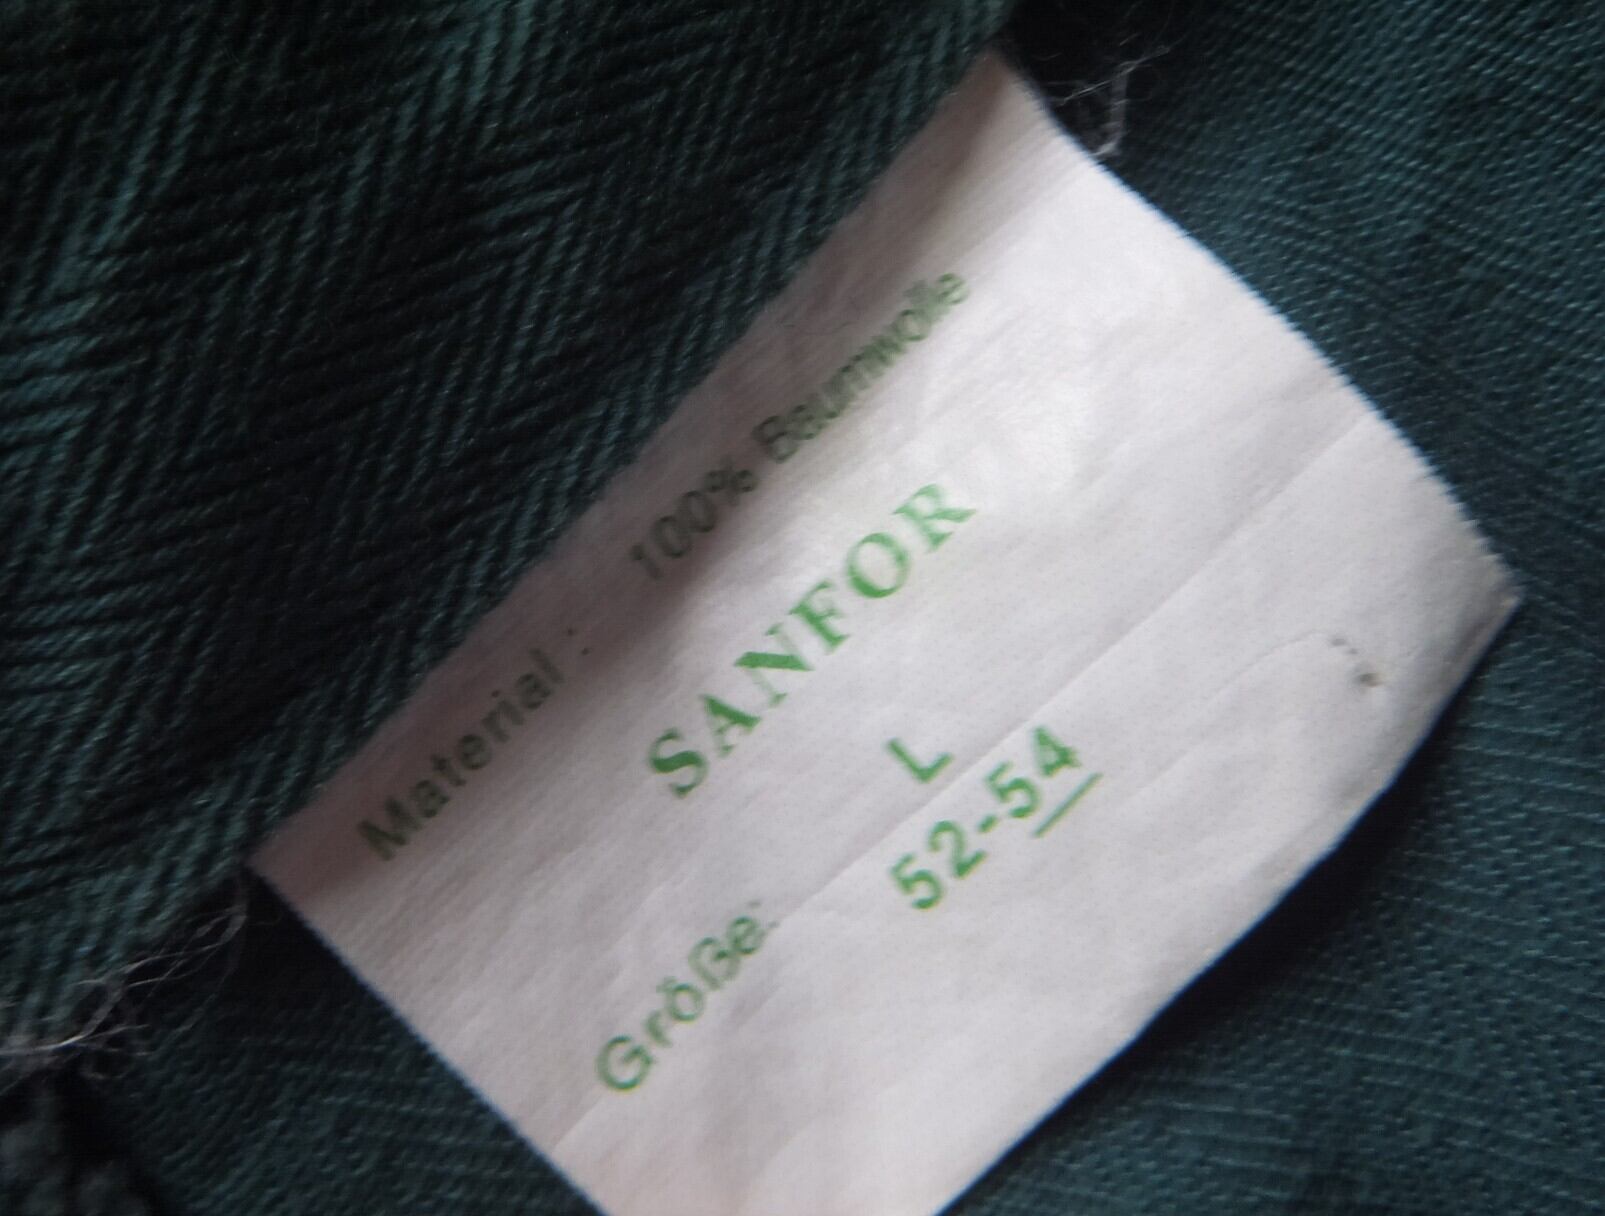 Material : 100% Baumwolle
SANFOR
L
Größe: 52-54